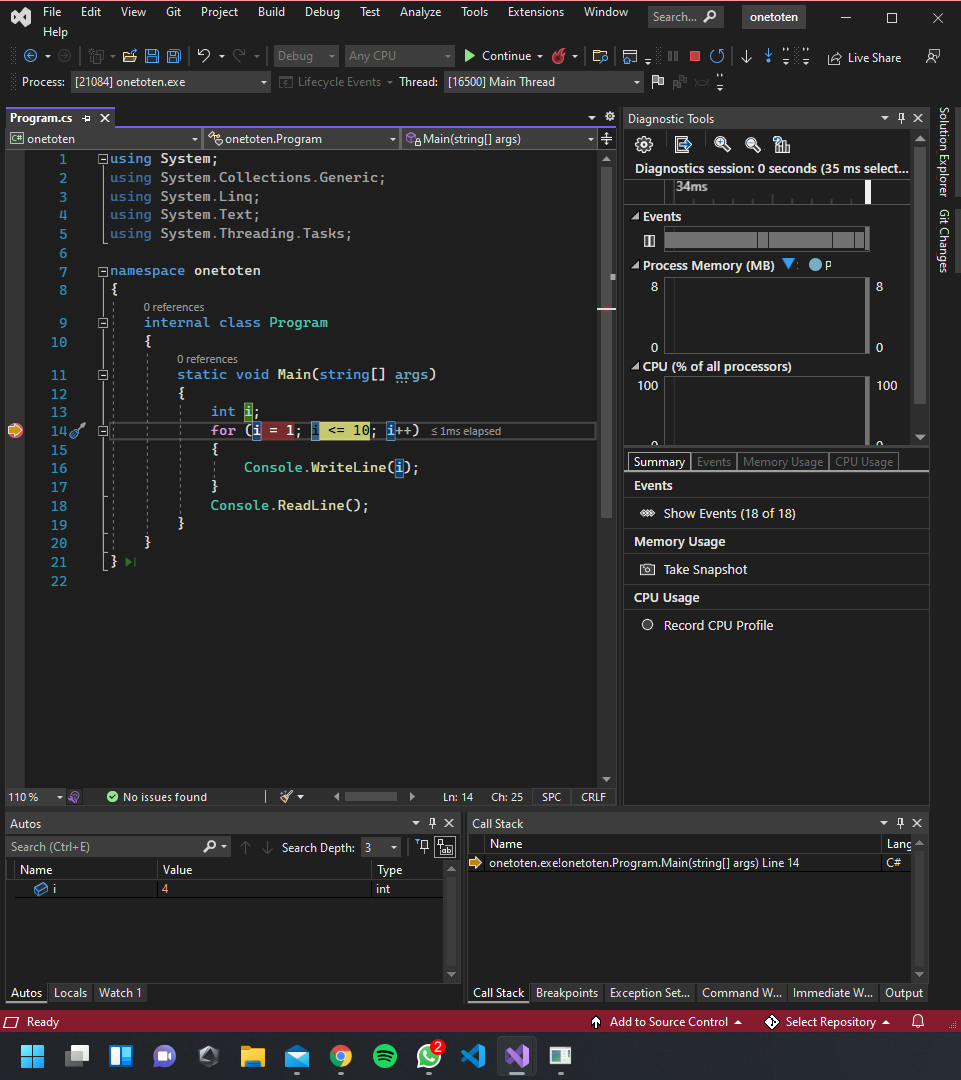 File Edit View Git Project Build Debug Test Analyze Tools Extensions Window Search... onetoten
Help
Debug Any CPU Continue Live Share
Process: [21084] onetoten.exe Lifecycle Events Thread: [16500] Main Thread
Program.cs
C# onetoten onetoten.Program Main(string[] args)
1 using System;
2 using System.Collections.Generic;
3 using System.Linq;
4 using System.Text;
5 using System.Threading.Tasks;
6
7 namespace onetoten
8 {
0 references
9 internal class Program
10 {
0 references
11 static void Main(string[] args)
12 {
13 int i;
14 for (i = 1; i <= 10; i++) ≤ 1ms elapsed
15 {
16 Console.WriteLine(i);
17 }
18 Console.ReadLine();
19 }
20 }
21 }
22
110 % No issues found Ln: 14 Ch: 25 SPC CRLF
Diagnostic Tools
Diagnostics session: 0 seconds (35 ms select...
34ms
Events
Process Memory (MB) P
8 8
0 0
CPU (% of all processors)
100 100
0 0
Summary Events Memory Usage CPU Usage
Events
Show Events (18 of 18)
Memory Usage
Take Snapshot
CPU Usage
Record CPU Profile
Solution Explorer
Git Changes
Autos
Search (Ctrl+E) Search Depth: 3
Name Value Type
i 4 int
Autos Locals Watch 1
Call Stack
Name Lang
onetoten.exe!onetoten.Program.Main(string[] args) Line 14 C#
Call Stack Breakpoints Exception Set... Command W... Immediate W... Output
Ready Add to Source Control Select Repository
2